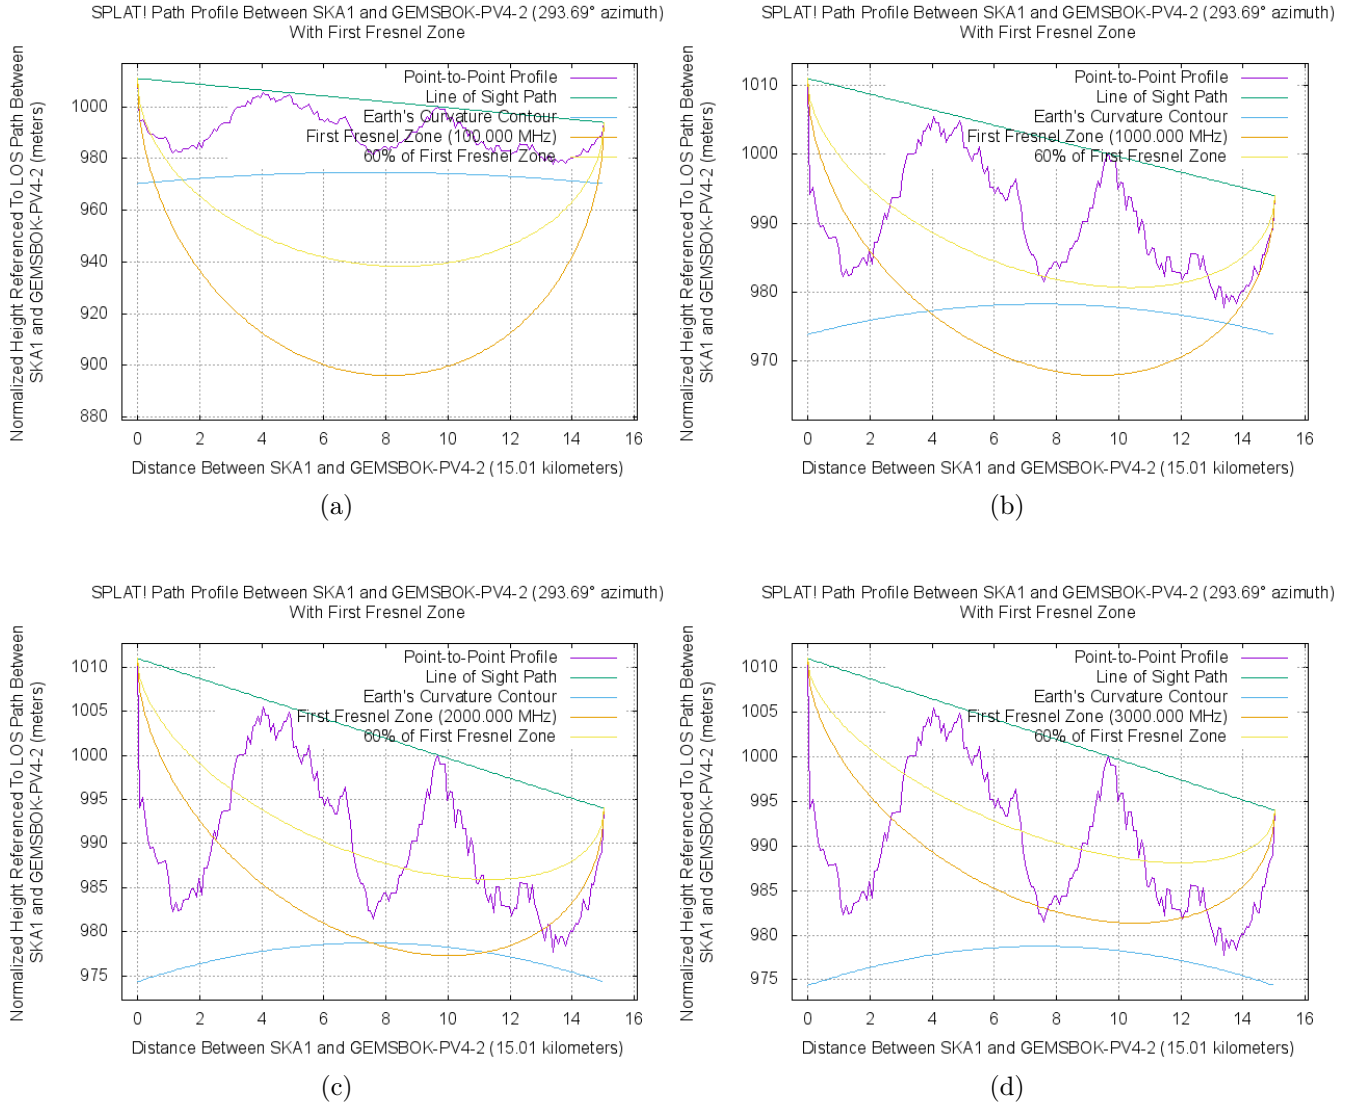 SPLAT! Path Profile Between SKA1 and GEMSBOK-PV4-2 (293.69° azimuth)
With First Fresnel Zone
Normalized Height Referenced To LOS Path Between
SKA1 and GEMSBOK-PV4-2 (meters)
Point-to-Point Profile
Line of Sight Path
Earth's Curvature Contour
First Fresnel Zone (100.000 MHz)
60% of First Fresnel Zone
1000
980
960
940
920
900
880
0 2 4 6 8 10 12 14 16
Distance Between SKA1 and GEMSBOK-PV4-2 (15.01 kilometers)
(a)
SPLAT! Path Profile Between SKA1 and GEMSBOK-PV4-2 (293.69° azimuth)
With First Fresnel Zone
Normalized Height Referenced To LOS Path Between
SKA1 and GEMSBOK-PV4-2 (meters)
Point-to-Point Profile
Line of Sight Path
Earth's Curvature Contour
First Fresnel Zone (1000.000 MHz)
60% of First Fresnel Zone
1010
1000
990
980
970
0 2 4 6 8 10 12 14 16
Distance Between SKA1 and GEMSBOK-PV4-2 (15.01 kilometers)
(b)
SPLAT! Path Profile Between SKA1 and GEMSBOK-PV4-2 (293.69° azimuth)
With First Fresnel Zone
Normalized Height Referenced To LOS Path Between
SKA1 and GEMSBOK-PV4-2 (meters)
Point-to-Point Profile
Line of Sight Path
Earth's Curvature Contour
First Fresnel Zone (2000.000 MHz)
60% of First Fresnel Zone
1010
1005
1000
995
990
985
980
975
0 2 4 6 8 10 12 14 16
Distance Between SKA1 and GEMSBOK-PV4-2 (15.01 kilometers)
(c)
SPLAT! Path Profile Between SKA1 and GEMSBOK-PV4-2 (293.69° azimuth)
With First Fresnel Zone
Normalized Height Referenced To LOS Path Between
SKA1 and GEMSBOK-PV4-2 (meters)
Point-to-Point Profile
Line of Sight Path
Earth's Curvature Contour
First Fresnel Zone (3000.000 MHz)
60% of First Fresnel Zone
1010
1005
1000
995
990
985
980
975
0 2 4 6 8 10 12 14 16
Distance Between SKA1 and GEMSBOK-PV4-2 (15.01 kilometers)
(d)